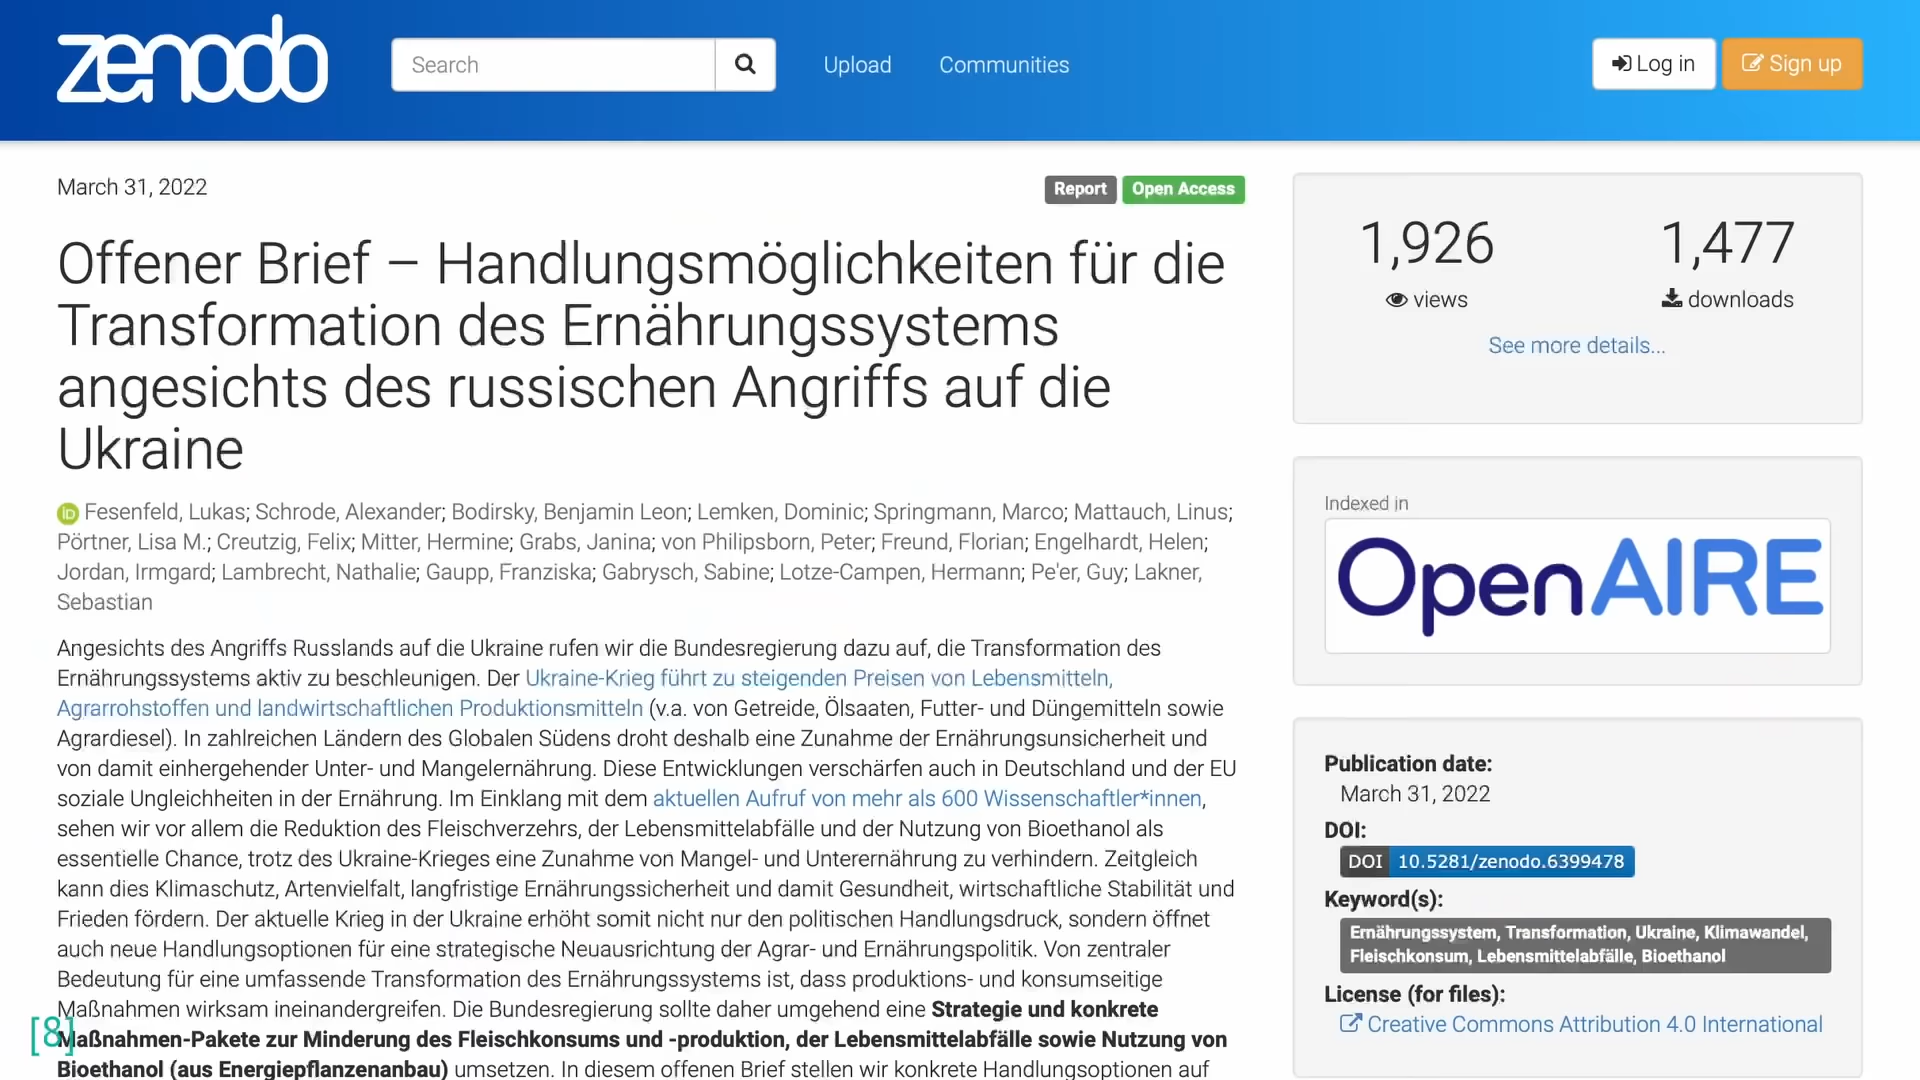 zenodo
Search
Upload
Communities
Log in
Sign up
March 31, 2022
Report
Open Access
Offener Brief – Handlungsmöglichkeiten für die
Transformation des Ernährungssystems
angesichts des russischen Angriffs auf die
Ukraine
iD Fesenfeld, Lukas; Schrode, Alexander; Bodirsky, Benjamin Leon; Lemken, Dominic; Springmann, Marco; Mattauch, Linus;
Pörtner, Lisa M.; Creutzig, Felix; Mitter, Hermine; Grabs, Janina; von Philipsborn, Peter; Freund, Florian; Engelhardt, Helen;
Jordan, Irmgard; Lambrecht, Nathalie; Gaupp, Franziska; Gabrysch, Sabine; Lotze-Campen, Hermann; Pe'er, Guy; Lakner,
Sebastian
Angesichts des Angriffs Russlands auf die Ukraine rufen wir die Bundesregierung dazu auf, die Transformation des
Ernährungssystems aktiv zu beschleunigen. Der Ukraine-Krieg führt zu steigenden Preisen von Lebensmitteln,
Agrarrohstoffen und landwirtschaftlichen Produktionsmitteln (v.a. von Getreide, Ölsaaten, Futter- und Düngemitteln sowie
Agrardiesel). In zahlreichen Ländern des Globalen Südens droht deshalb eine Zunahme der Ernährungsunsicherheit und
von damit einhergehender Unter- und Mangelernährung. Diese Entwicklungen verschärfen auch in Deutschland und der EU
soziale Ungleichheiten in der Ernährung. Im Einklang mit dem aktuellen Aufruf von mehr als 600 Wissenschaftler*innen,
sehen wir vor allem die Reduktion des Fleischverzehrs, der Lebensmittelabfälle und der Nutzung von Bioethanol als
essentielle Chance, trotz des Ukraine-Krieges eine Zunahme von Mangel- und Unterernährung zu verhindern. Zeitgleich
kann dies Klimaschutz, Artenvielfalt, langfristige Ernährungssicherheit und damit Gesundheit, wirtschaftliche Stabilität und
Frieden fördern. Der aktuelle Krieg in der Ukraine erhöht somit nicht nur den politischen Handlungsdruck, sondern öffnet
auch neue Handlungsoptionen für eine strategische Neuausrichtung der Agrar- und Ernährungspolitik. Von zentraler
Bedeutung für eine umfassende Transformation des Ernährungssystems ist, dass produktions- und konsumseitige
Maßnahmen wirksam ineinandergreifen. Die Bundesregierung sollte daher umgehend eine Strategie und konkrete
Maßnahmen-Pakete zur Minderung des Fleischkonsums und -produktion, der Lebensmittelabfälle sowie Nutzung von
Bioethanol (aus Energiepflanzenanbau) umsetzen. In diesem offenen Brief stellen wir konkrete Handlungsoptionen auf
[8]
1,926
views
1,477
downloads
See more details...
Indexed in
OpenAIRE
Publication date:
March 31, 2022
DOI:
DOI 10.5281/zenodo.6399478
Keyword(s):
Ernährungssystem, Transformation, Ukraine, Klimawandel,
Fleischkonsum, Lebensmittelabfälle, Bioethanol
License (for files):
Creative Commons Attribution 4.0 International